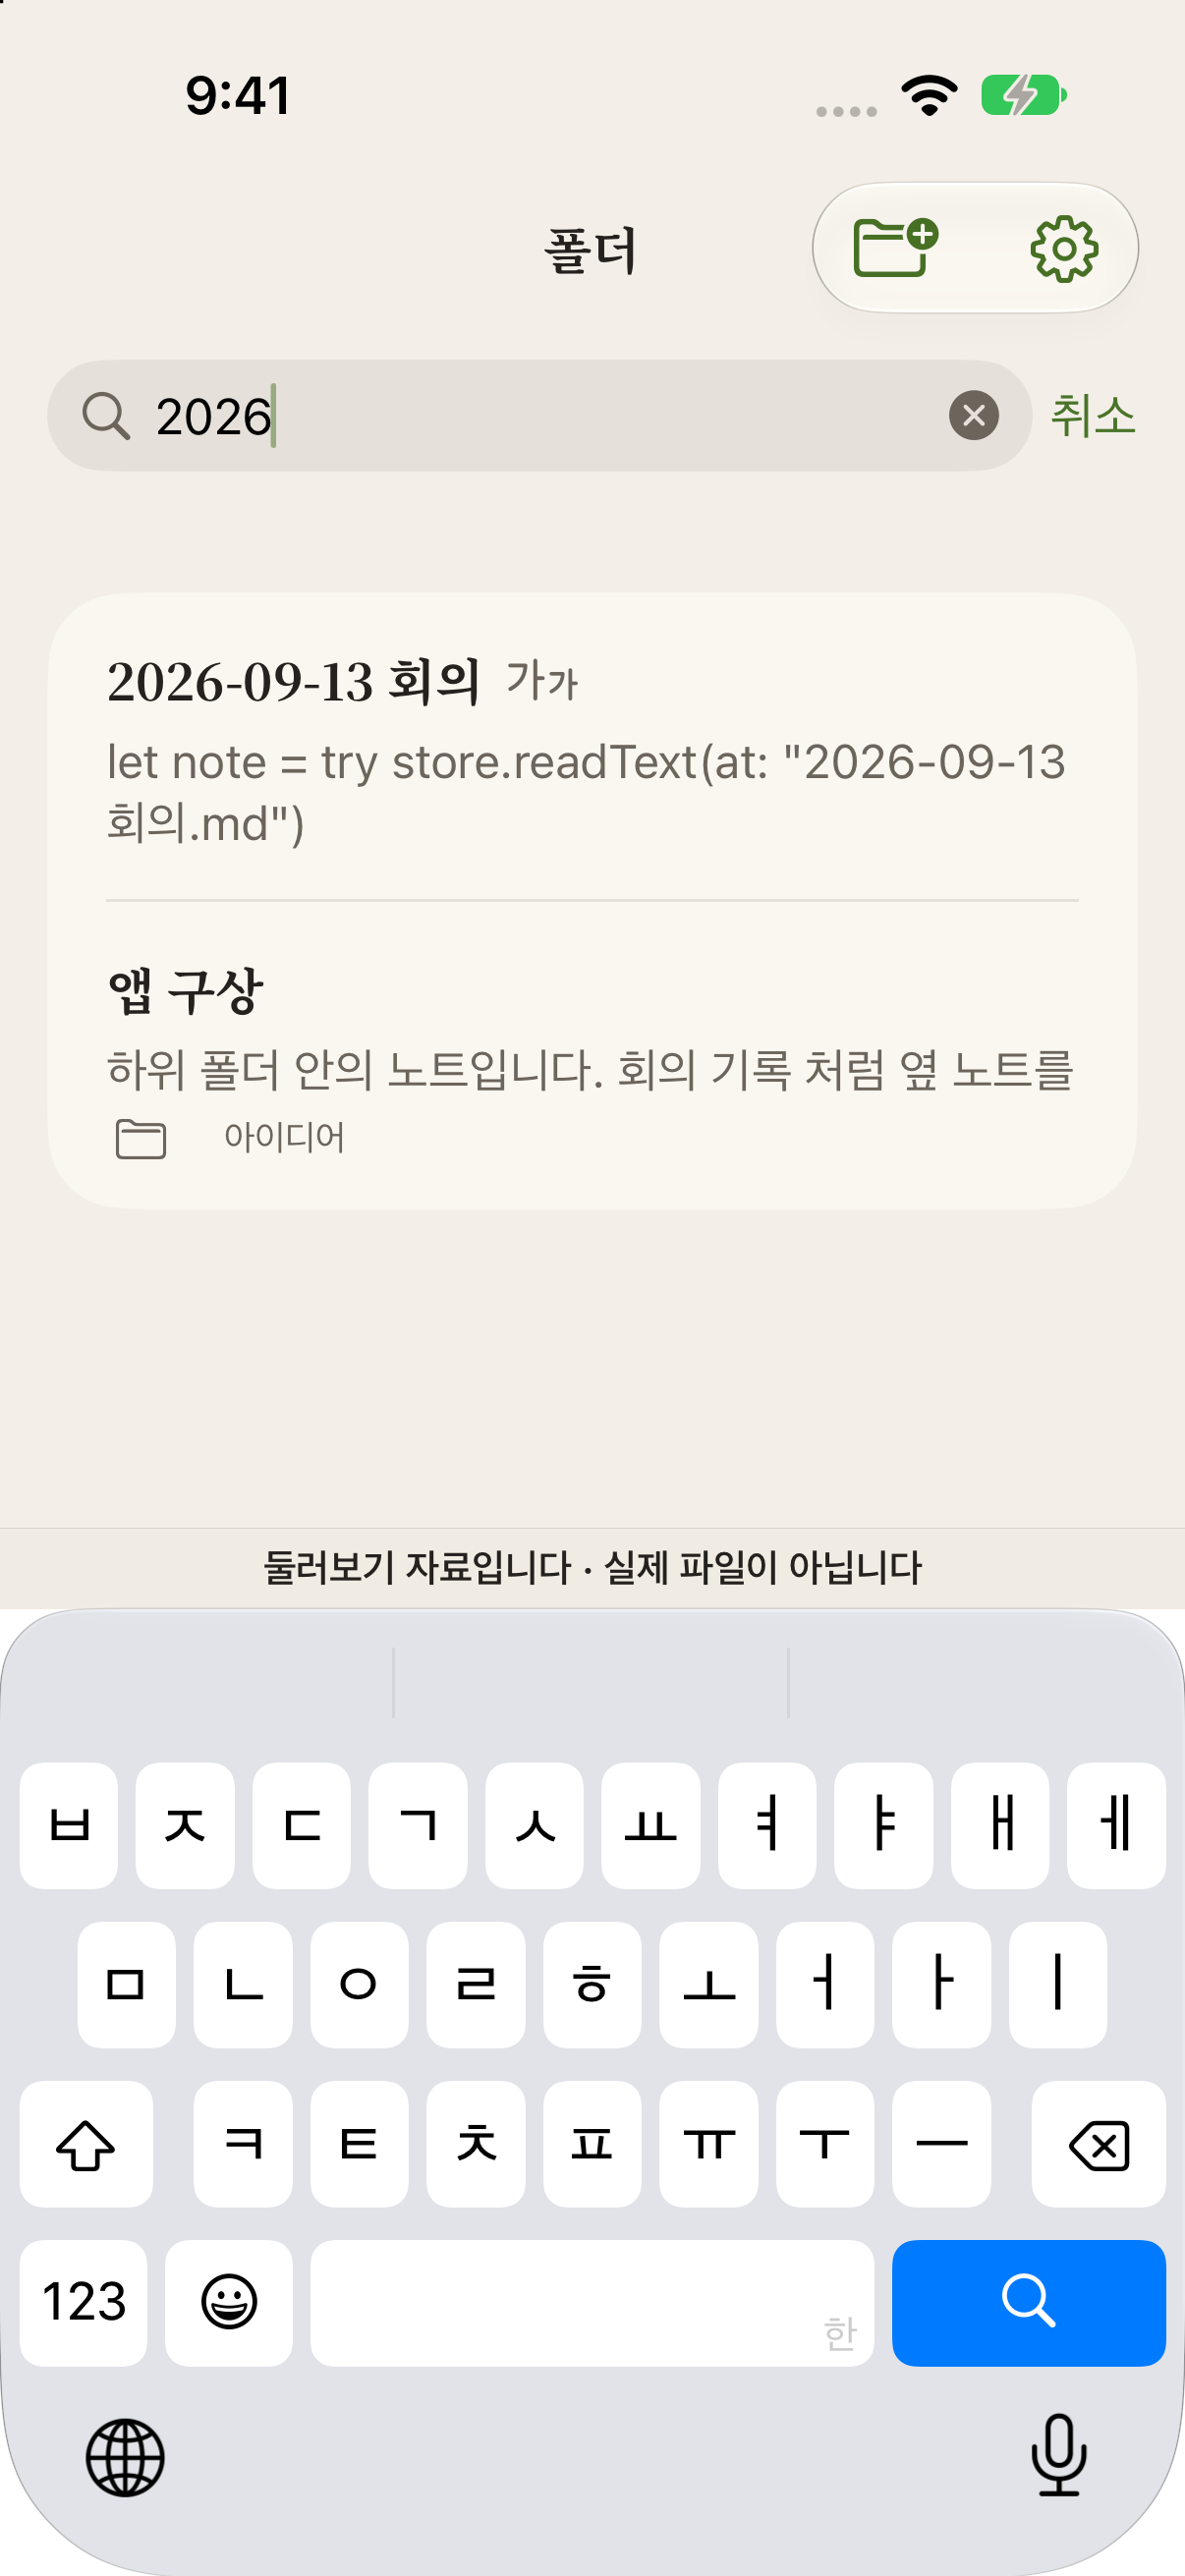 9:41
폴더
2026
취소
2026-09-13 회의 가가
let note = try store.readText(at: "2026-09-13
회의.md")
앱 구상
하위 폴더 안의 노트입니다. 회의 기록 처럼 옆 노트를
아이디어
둘러보기 자료입니다 · 실제 파일이 아닙니다
ㅂ ㅈ ㄷ ㄱ ㅅ ㅛ ㅕ ㅑ ㅐ ㅔ
ㅁ ㄴ ㅇ ㄹ ㅎ ㅗ ㅓ ㅏ ㅣ
ㅋ ㅌ ㅊ ㅍ ㅠ ㅜ ㅡ
123 한